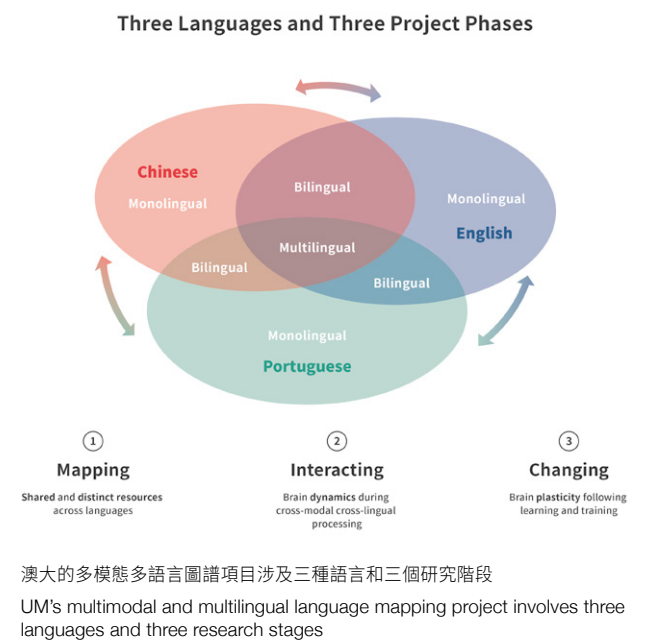 Three Languages and Three Project Phases
Chinese
Monolingual
Bilingual
Monolingual
English
Multilingual
Bilingual
Bilingual
Monolingual
Portuguese
1
Mapping
Shared and distinct resources
across languages
2
Interacting
Brain dynamics during
cross-modal cross-lingual
processing
3
Changing
Brain plasticity following
learning and training
澳大的多模態多語言圖譜項目涉及三種語言和三個研究階段
UM’s multimodal and multilingual language mapping project involves three
languages and three research stages